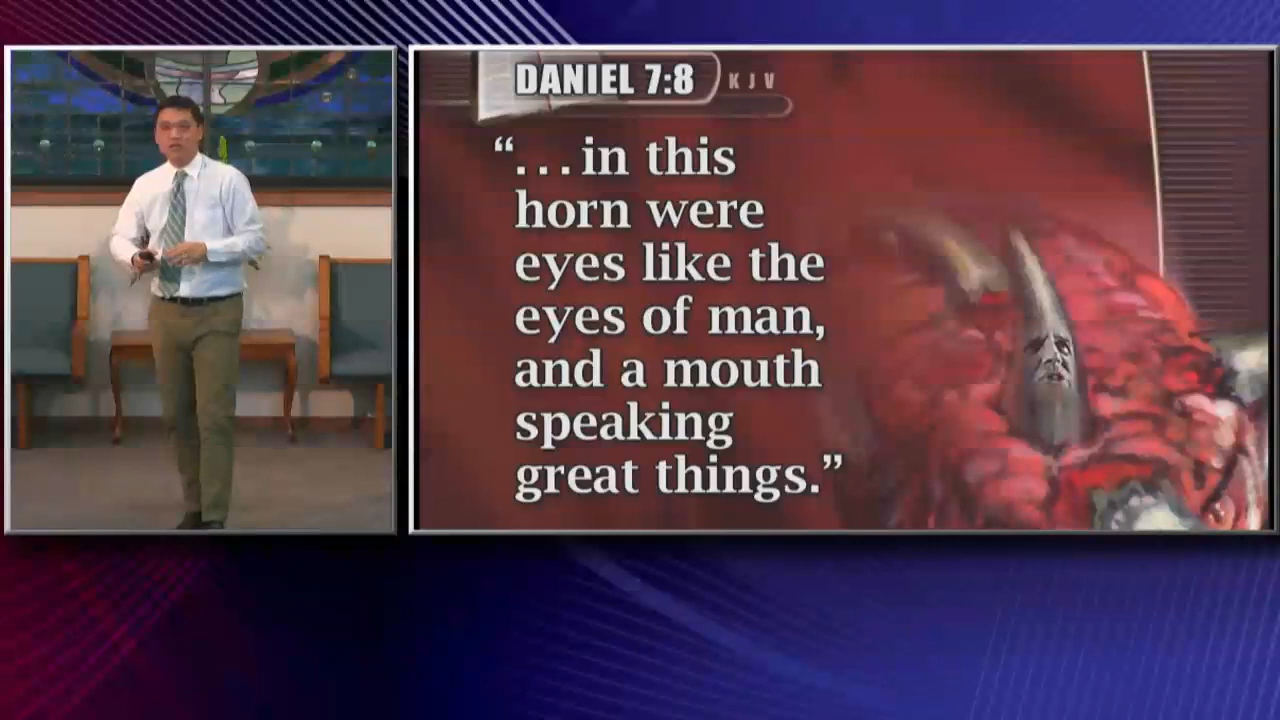 DANIEL 7:8 KJV
“...in this
horn were
eyes like the
eyes of man,
and a mouth
speaking
great things.”